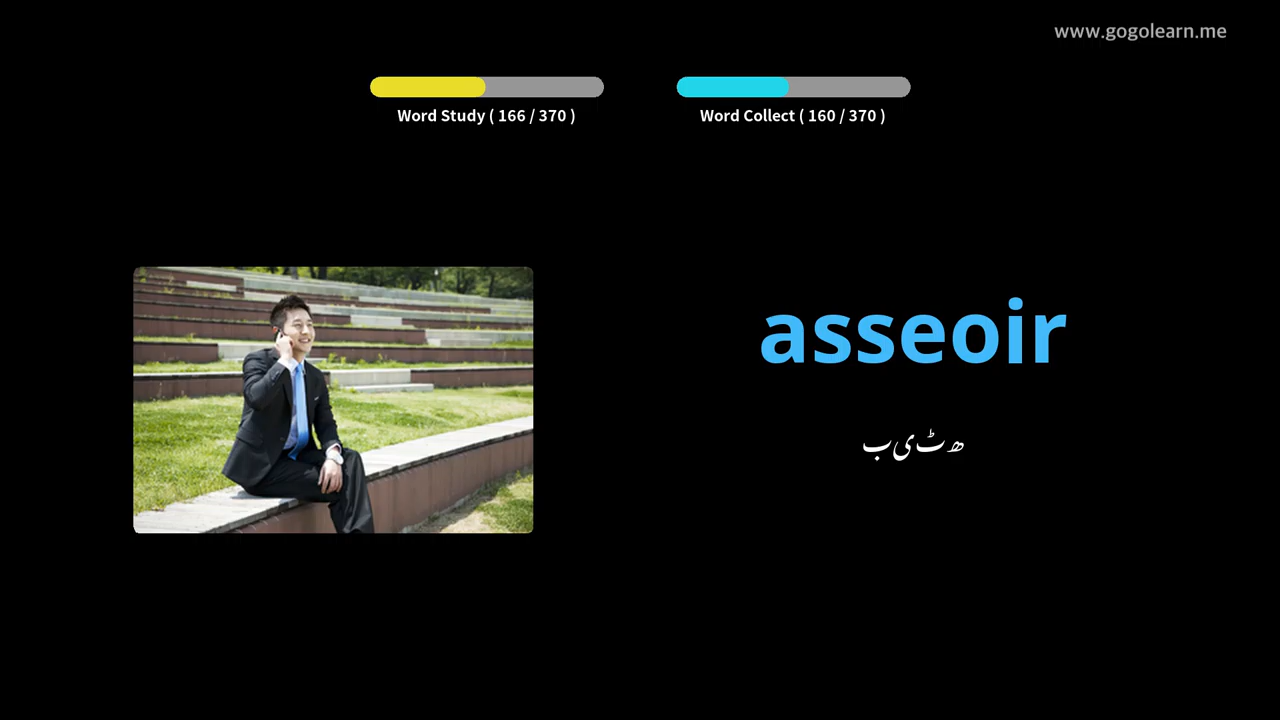 www.gogolearn.me
Word Study ( 166 / 370 )
Word Collect ( 160 / 370 )
asseoir
بیٹھ